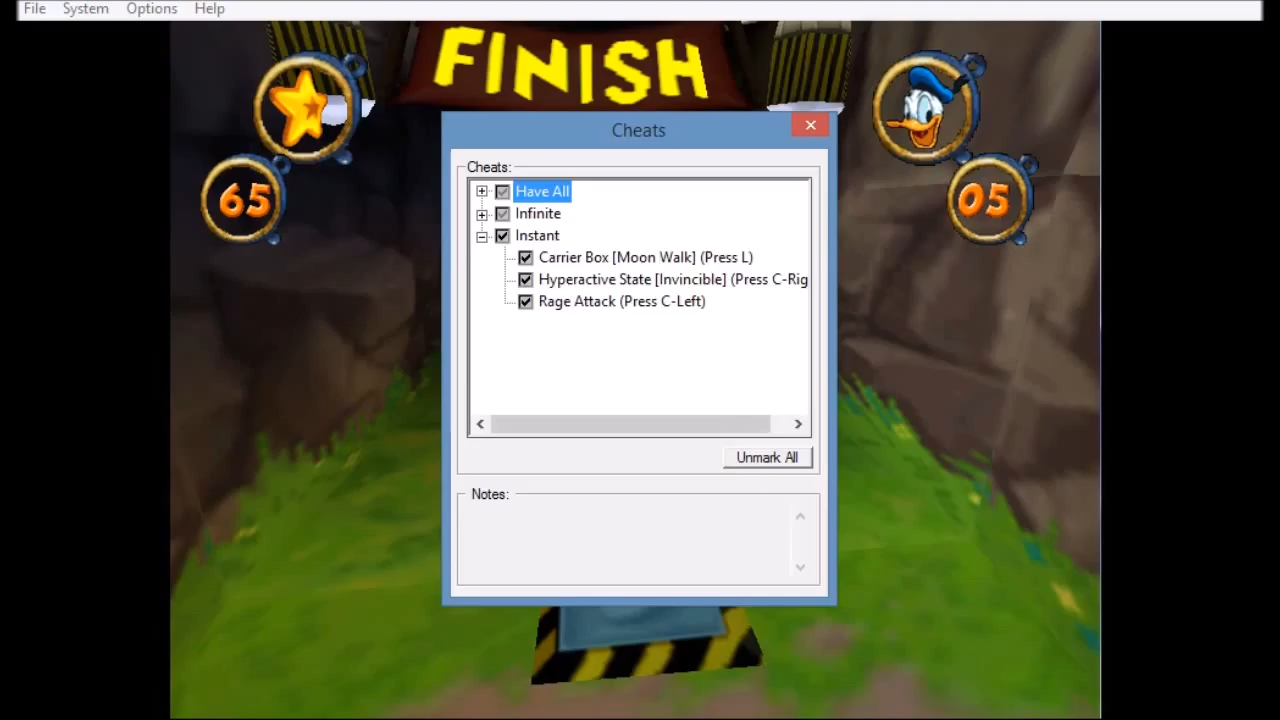 File System Options Help
FINISH
65
05
Cheats
Cheats:
Have All
Infinite
Instant
Carrier Box [Moon Walk] (Press L)
Hyperactive State [Invincible] (Press C-Rig
Rage Attack (Press C-Left)
Unmark All
Notes: